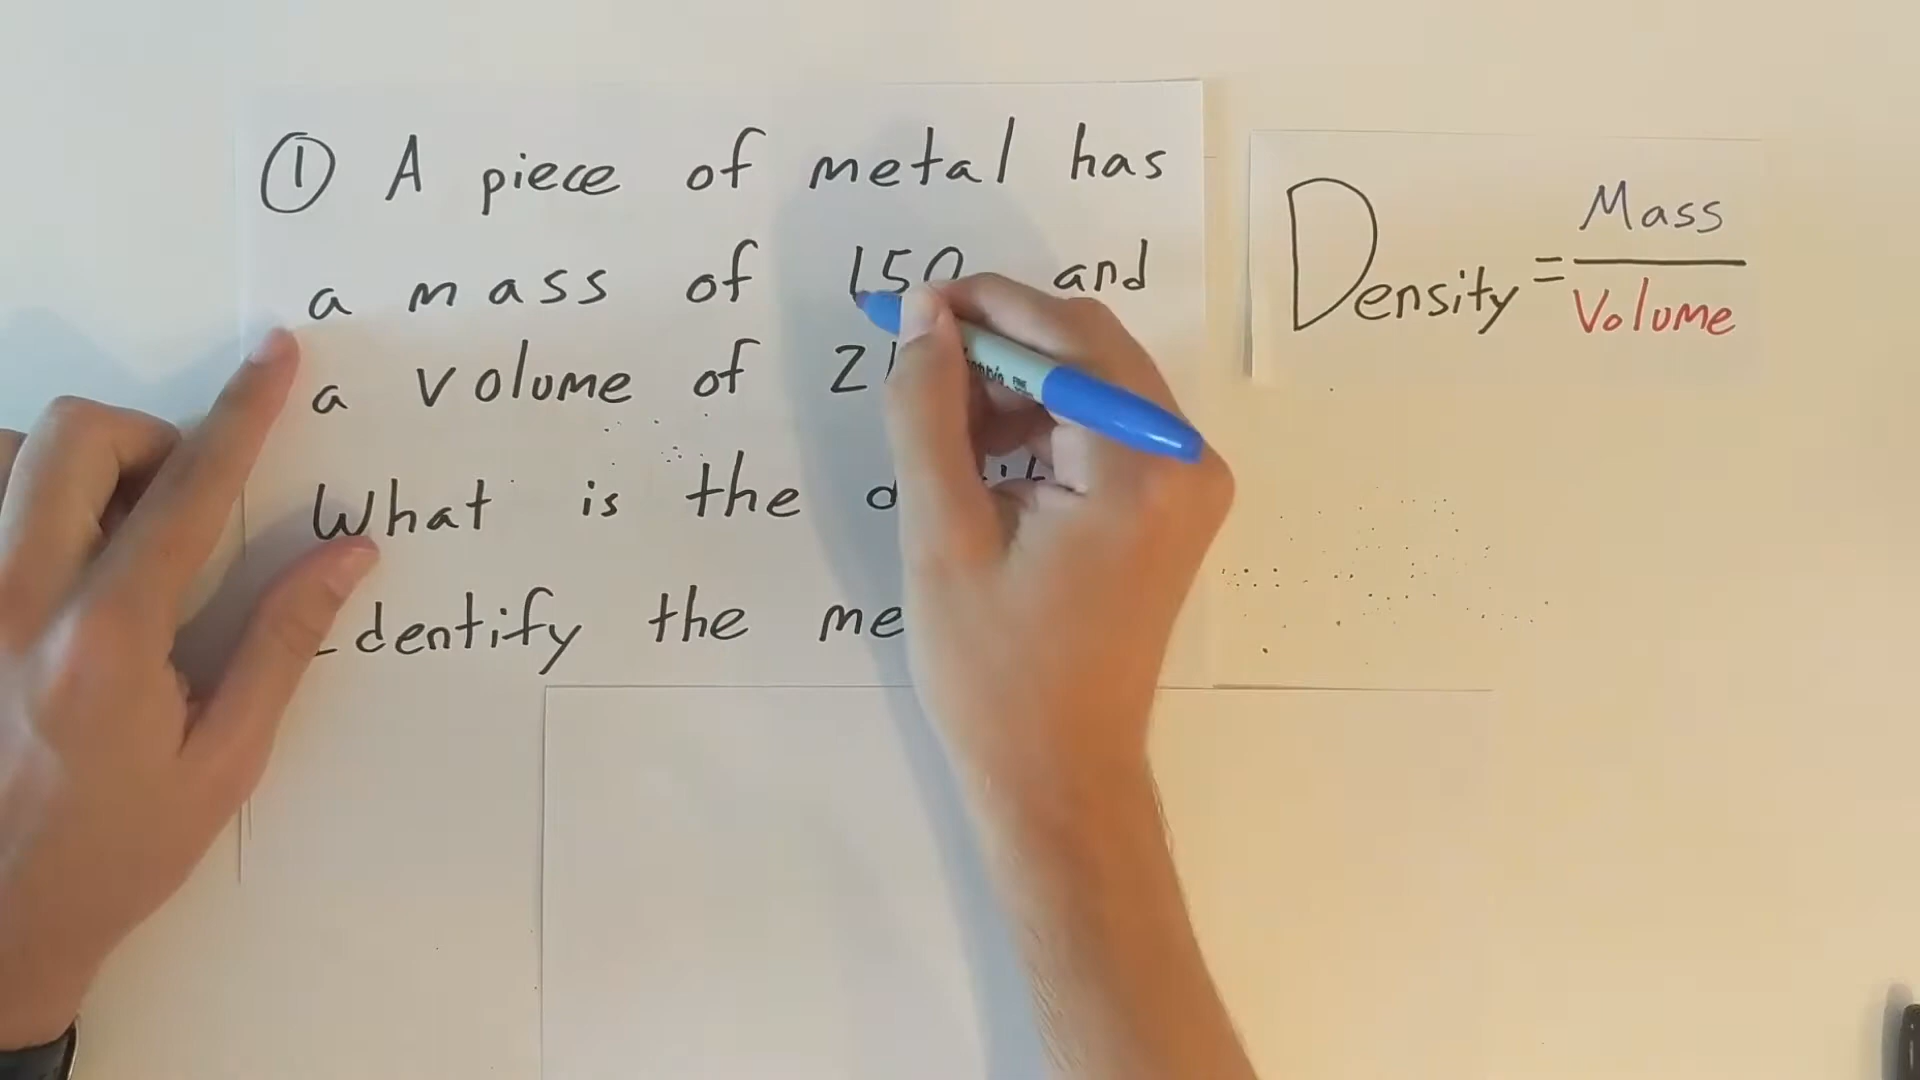 ① A piece of metal has
a mass of 150 and
a volume of
What is the
Identify the
Density = Mass
Volume